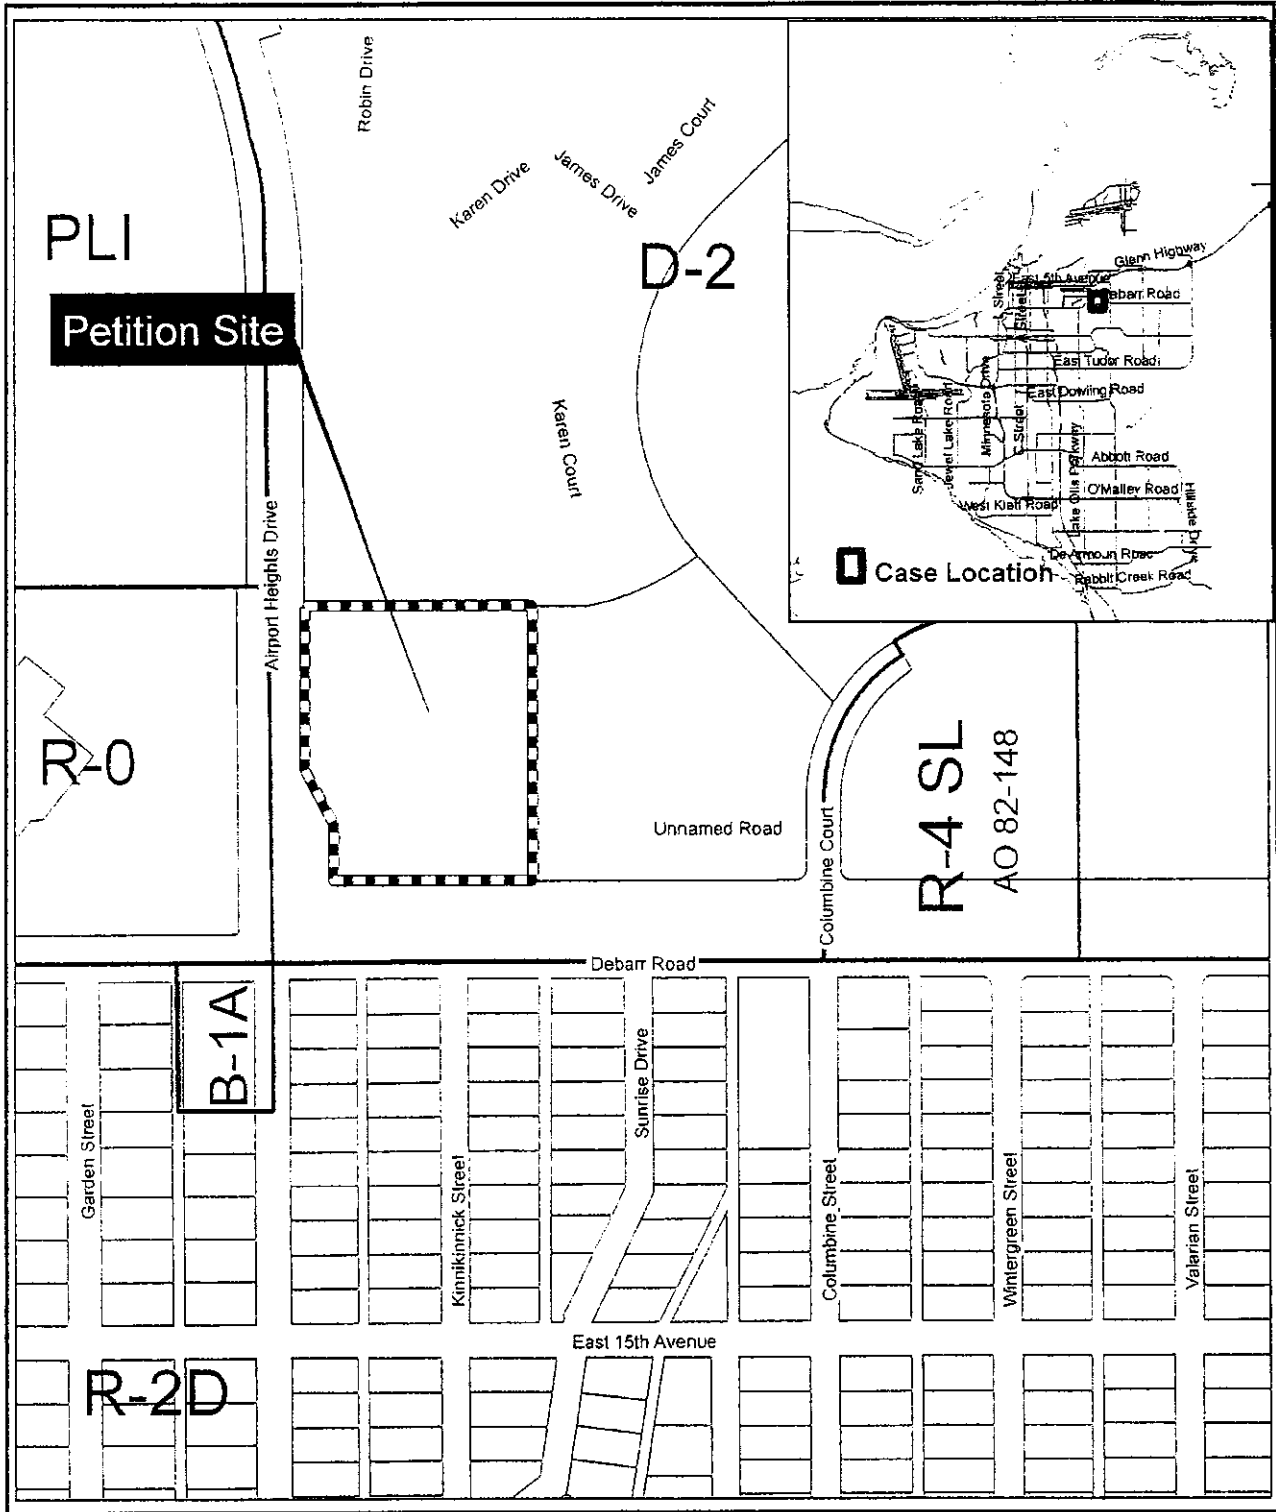 Robin Drive
Karen Drive
James Drive
James Court
PLI
D-2
Petition Site
Karen Court
Airport Heights Drive
R-0
Unnamed Road
Columbine Court
R-4 SL
AO 82-148
Debarr Road
B-1A
Garden Street
Kinnikinnick Street
Sunrise Drive
Columbine Street
Wintergreen Street
Valarian Street
East 15th Avenue
R-2D
Glenn Highway
East 5th Avenue
Debarr Road
East Tudor Road
East Dowling Road
Sand Lake Road
Jewel Lake Road
Minnesota Drive
C Street
Lake Otis Parkway
Abbott Road
O'Malley Road
West Klatt Road
Hillside Drive
De Armoun Road
Rabbit Creek Road
Case Location